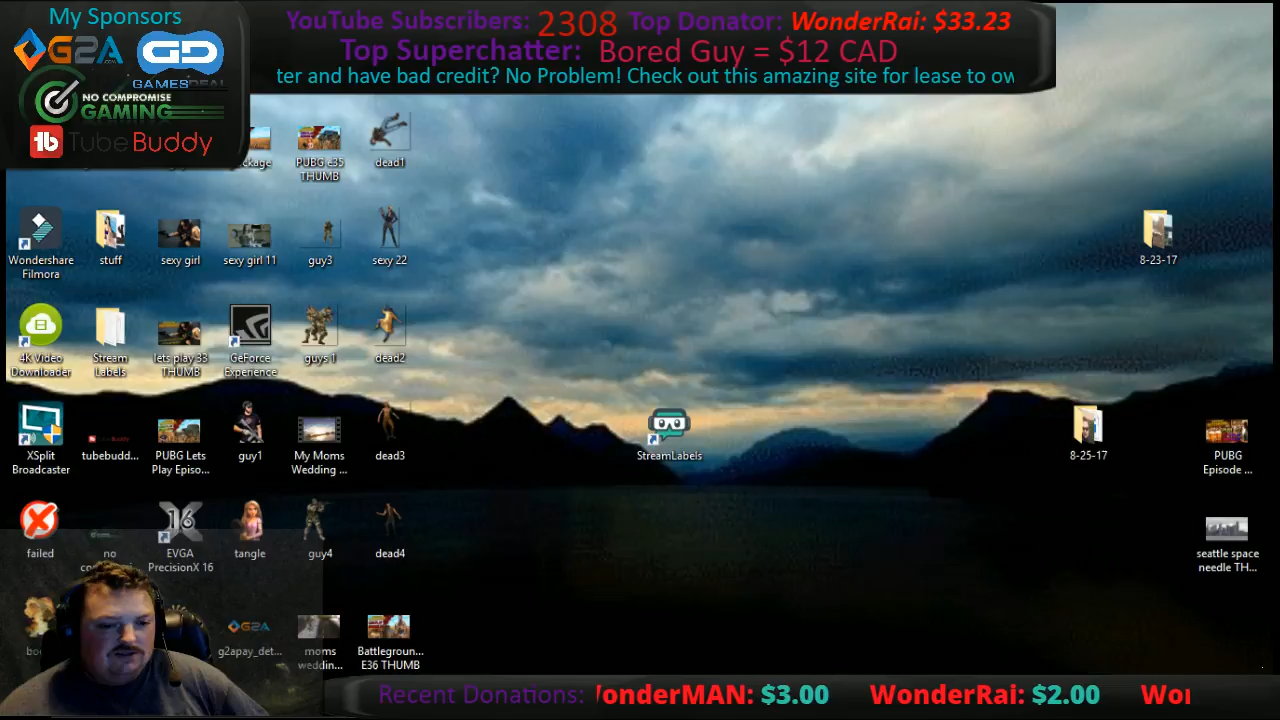 My Sponsors
G2A
.COM
GD
GAMESDEAL
NO COMPROMISE
GAMING
TubeBuddy
YouTube Subscribers: 2308 Top Donator: WonderRai: $33.23
Top Superchatter: Bored Guy = $12 CAD
ter and have bad credit? No Problem! Check out this amazing site for lease to ow
ckage
PUBG e35
THUMB
dead1
Wondershare
Filmora
stuff
sexy girl
sexy girl 11
guy3
sexy 22
8-23-17
4K Video
Downloader
Stream
Labels
lets play 33
THUMB
GeForce
Experience
guys 1
dead2
XSplit
Broadcaster
tubebudd...
PUBG Lets
Play Episo...
guy1
My Moms
Wedding ...
dead3
StreamLabels
8-25-17
PUBG
Episode ...
failed
no
EVGA
PrecisionX 16
tangle
guy4
dead4
seattle space
needle TH...
G2A
g2apay_det...
moms
weddin...
Battlegroun...
E36 THUMB
Recent Donations: onderMAN: $3.00 WonderRai: $2.00 Wo